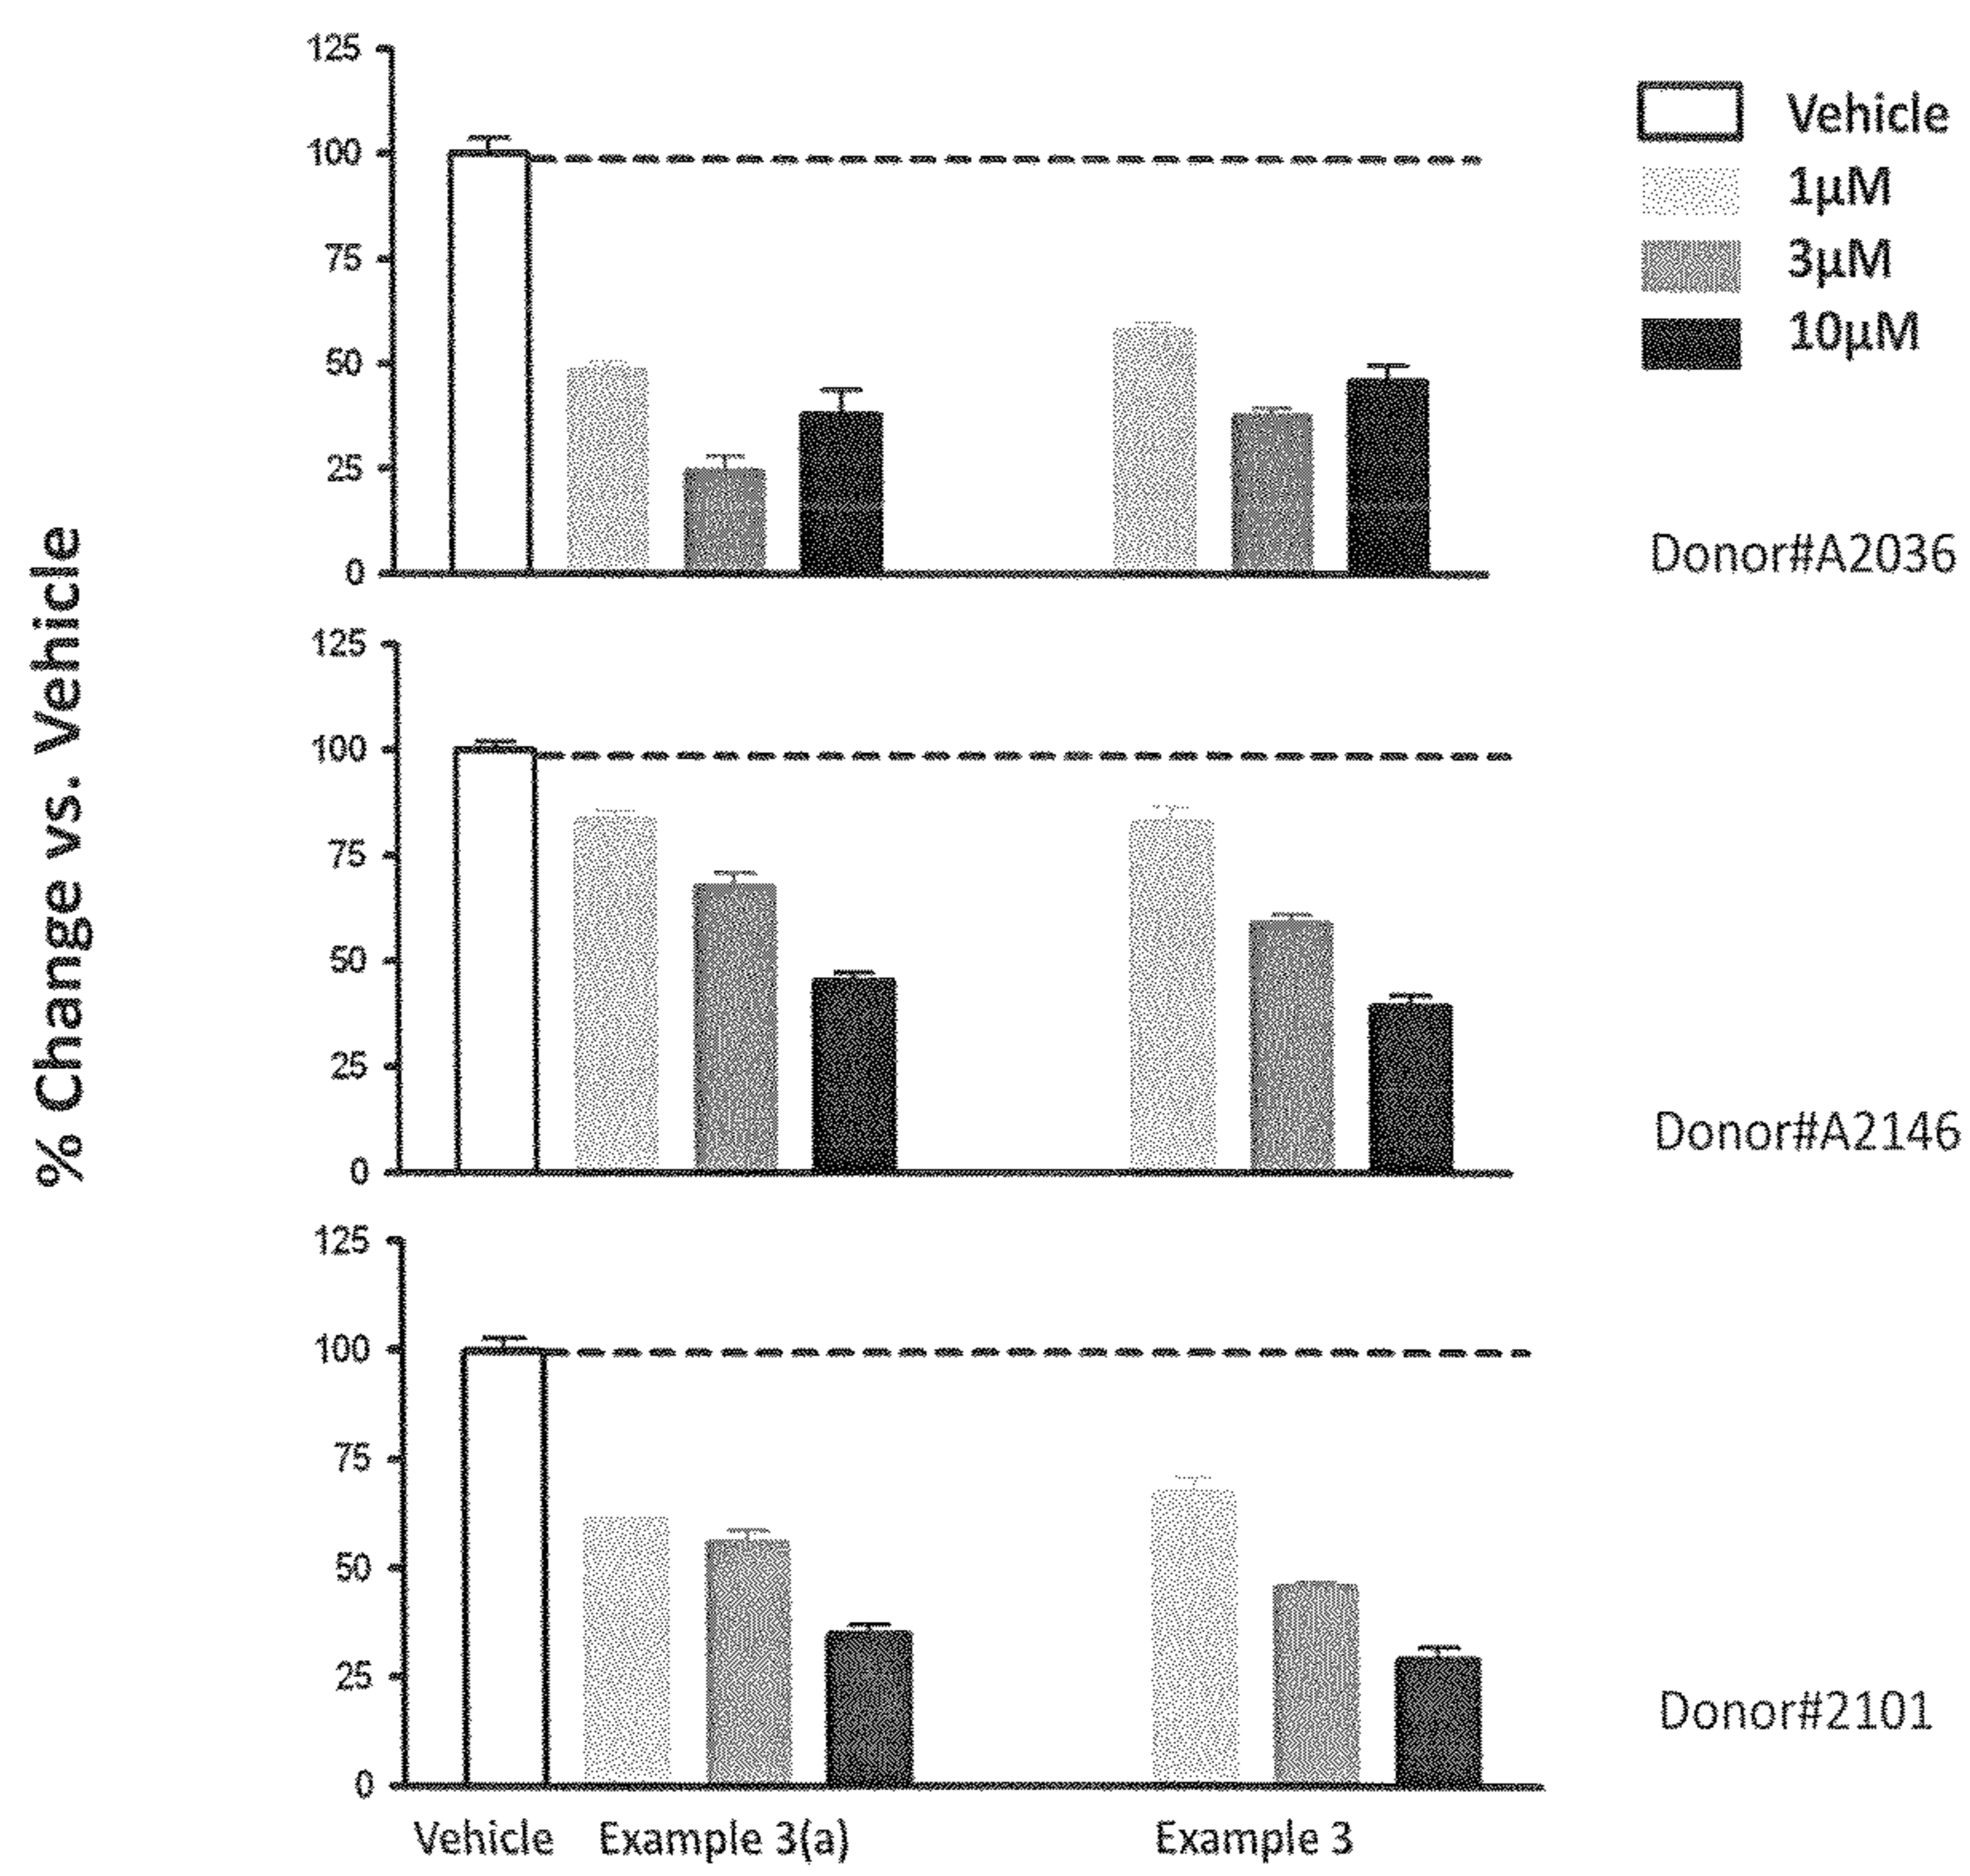 % Change vs. Vehicle
125
100
75
50
25
0
Vehicle
1µM
3µM
10µM
Donor#A2036
125
100
75
50
25
0
Donor#A2146
125
100
75
50
25
0
Donor#2101
Vehicle Example 3(a) Example 3